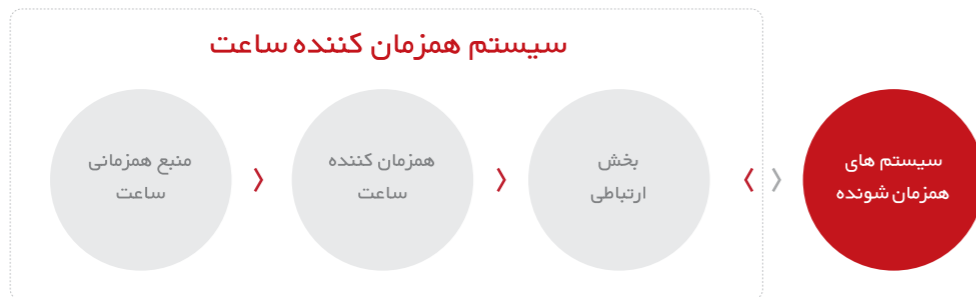 سیستم همزمان کننده ساعت
سیستم های
همزمان شونده
بخش
ارتباطی
همزمان کننده
ساعت
منبع همزمانی
ساعت